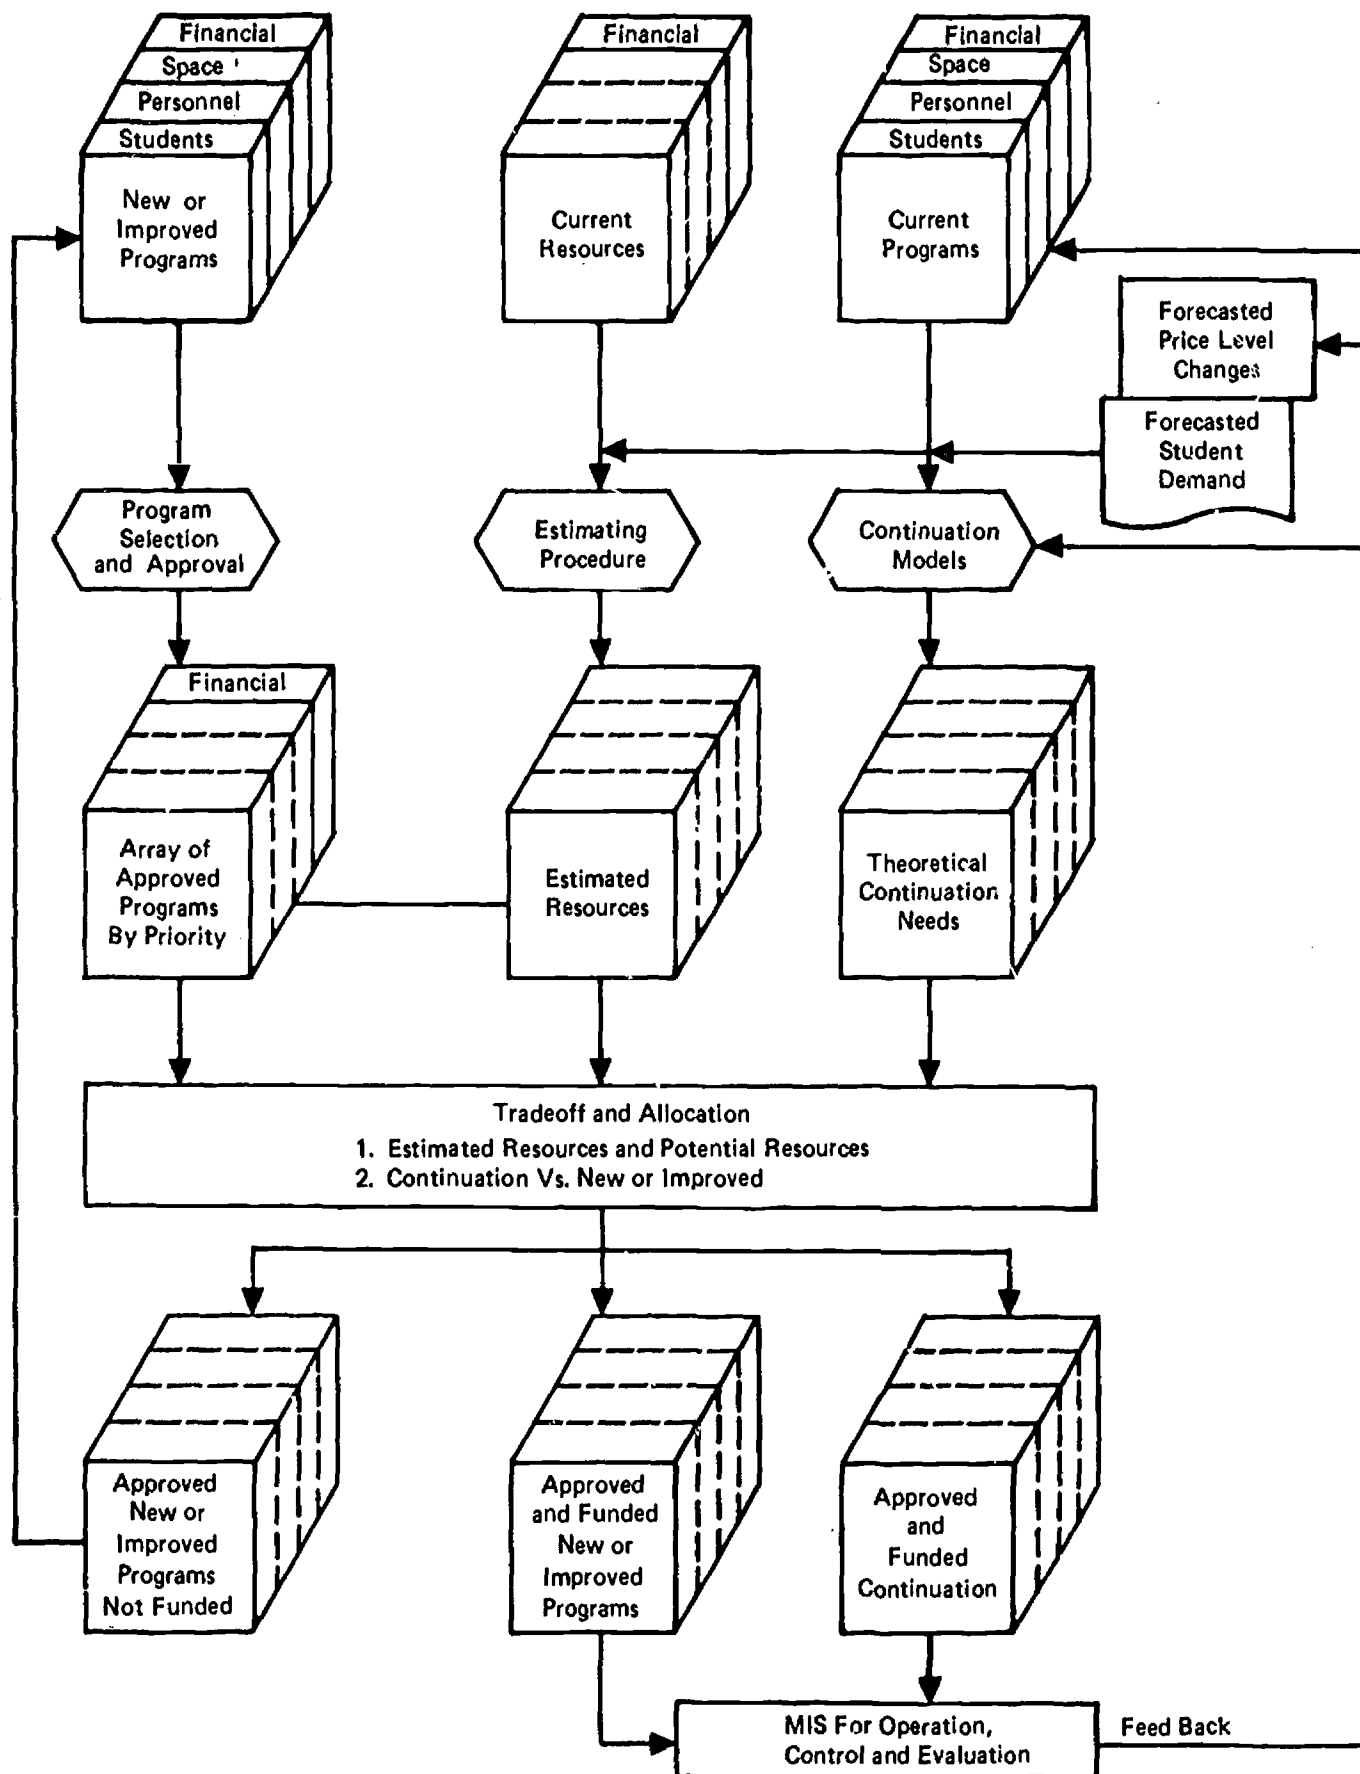 Financial
Space
Personnel
Students
New or
Improved
Programs
Financial
Current
Resources
Financial
Space
Personnel
Students
Current
Programs
Forecasted
Price Level
Changes
Forecasted
Student
Demand
Program
Selection
and Approval
Estimating
Procedure
Continuation
Models
Financial
Array of
Approved
Programs
By Priority
Estimated
Resources
Theoretical
Continuation
Needs
Tradeoff and Allocation
1. Estimated Resources and Potential Resources
2. Continuation Vs. New or Improved
Approved
New or
Improved
Programs
Not Funded
Approved
and Funded
New or
Improved
Programs
Approved
and
Funded
Continuation
MIS For Operation,
Control and Evaluation
Feed Back